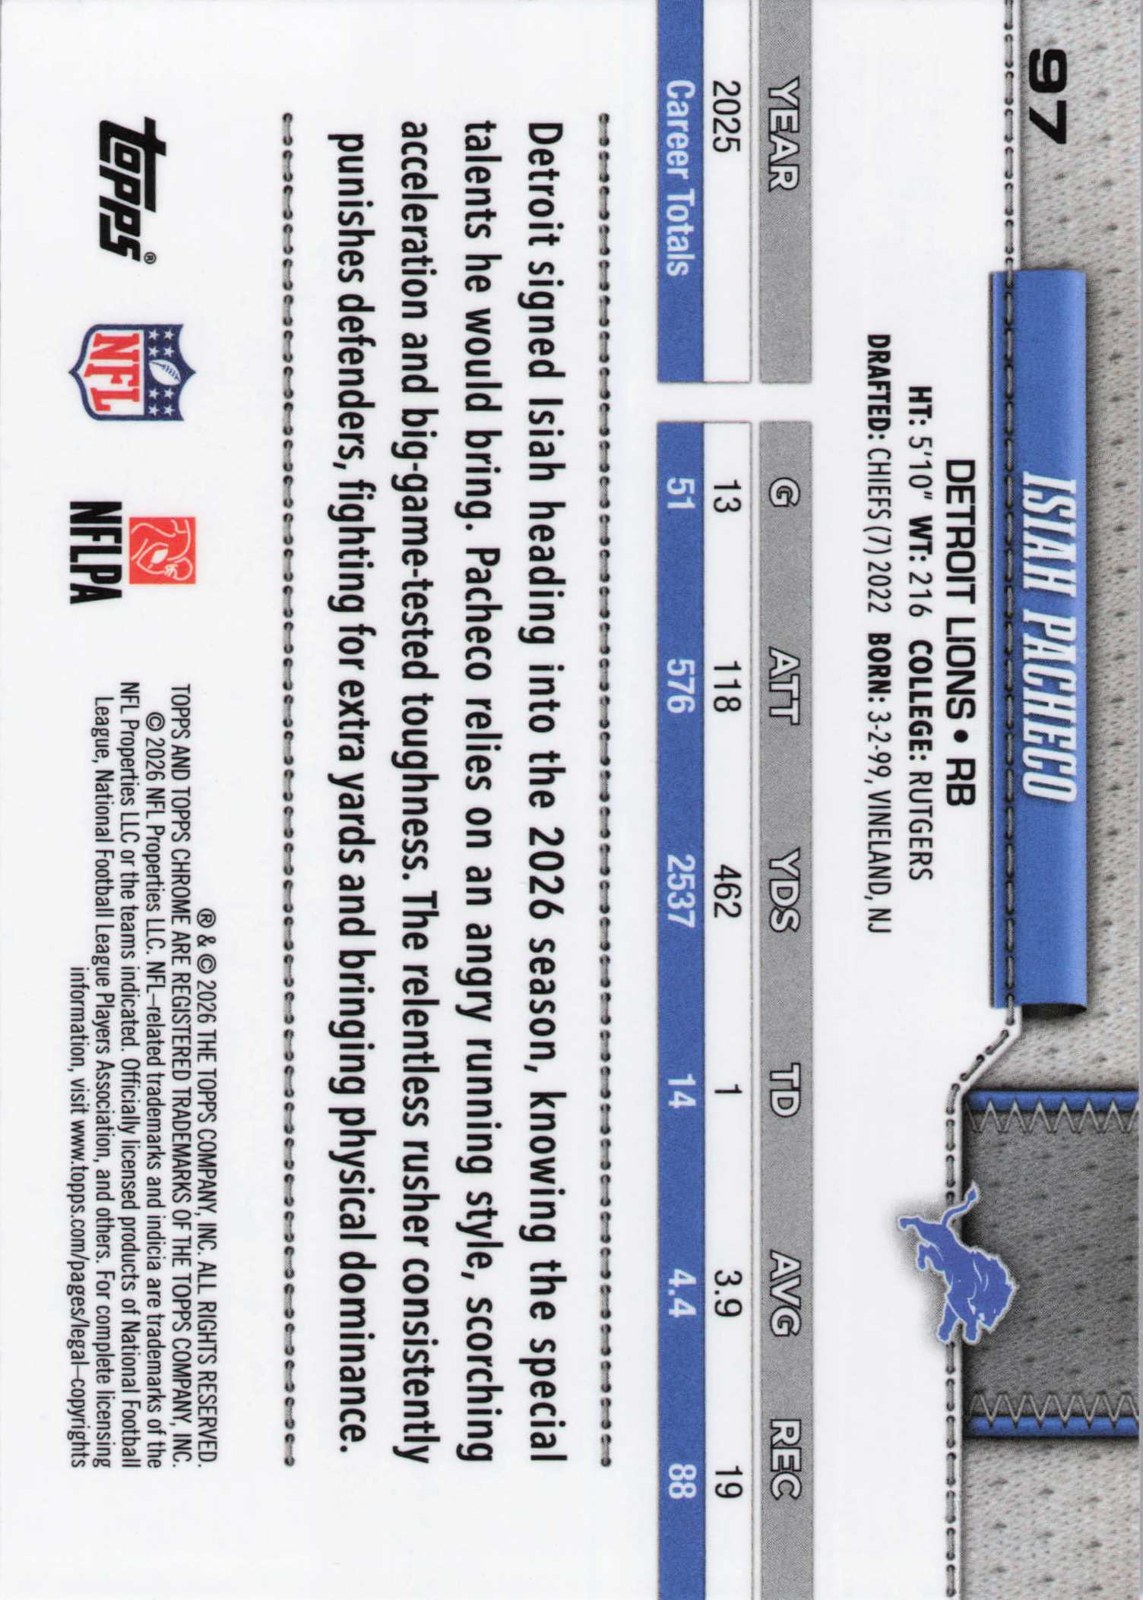 97
ISIAH PACHECO
DETROIT LIONS • RB
HT: 5'10" WT: 216 COLLEGE: RUTGERS
DRAFTED: CHIEFS (7) 2022 BORN: 3-2-99, VINELAND, NJ
YEAR G ATT YDS TD AVG REC
2025 13 118 462 1 3.9 19
Career Totals 51 576 2537 14 4.4 88
Detroit signed Isiah heading into the 2026 season, knowing the special
talents he would bring. Pacheco relies on an angry running style, scorching
acceleration and big-game-tested toughness. The relentless rusher consistently
punishes defenders, fighting for extra yards and bringing physical dominance.
topps®
NFL
NFLPA
® & © 2026 THE TOPPS COMPANY, INC. ALL RIGHTS RESERVED.
TOPPS AND TOPPS CHROME ARE REGISTERED TRADEMARKS OF THE TOPPS COMPANY, INC.
© 2026 NFL Properties LLC. NFL–related trademarks and indicia are trademarks of the
NFL Properties LLC or the teams indicated. Officially licensed products of National Football
League, National Football League Players Association, and others. For complete licensing
information, visit www.topps.com/pages/legal–copyrights